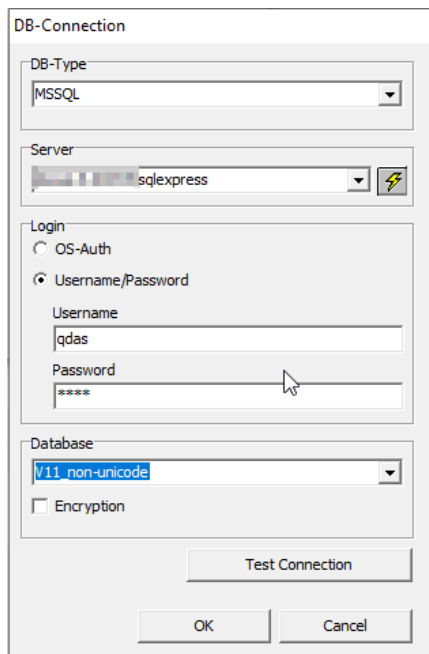 DB-Connection
DB-Type
MSSQL
Server
sqlexpress
Login
OS-Auth
Username/Password
Username
qdas
Password
****
Database
V11_non-unicode
Encryption
Test Connection
OK
Cancel